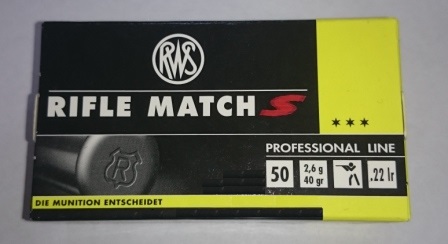 RWS
RIFLE MATCH S
***
PROFESSIONAL LINE
R
50 2,6 g 40 gr .22 lr
DIE MUNITION ENTSCHEIDET